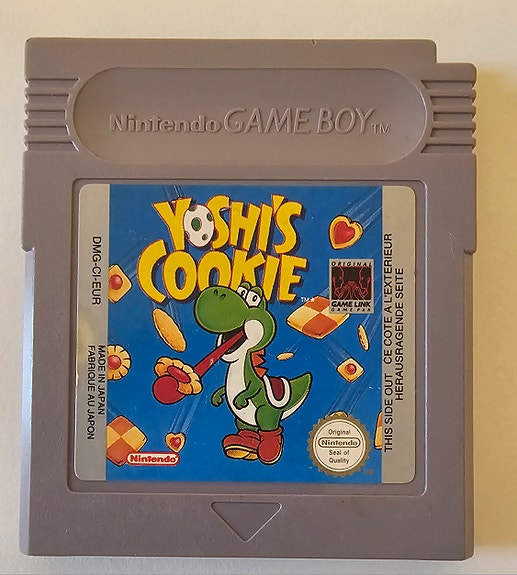 Nintendo GAME BOY TM
YOSHI'S
COOKIE
TM
DMG-CI-EUR
MADE IN JAPAN
FABRIQUE AU JAPON
ORIGINAL
GAME LINK
GAME PAK
THIS SIDE OUT CE COTE A L'EXTERIEUR
HERAUSRAGENDE SEITE
Nintendo
Original
Nintendo
Seal of
Quality
TM